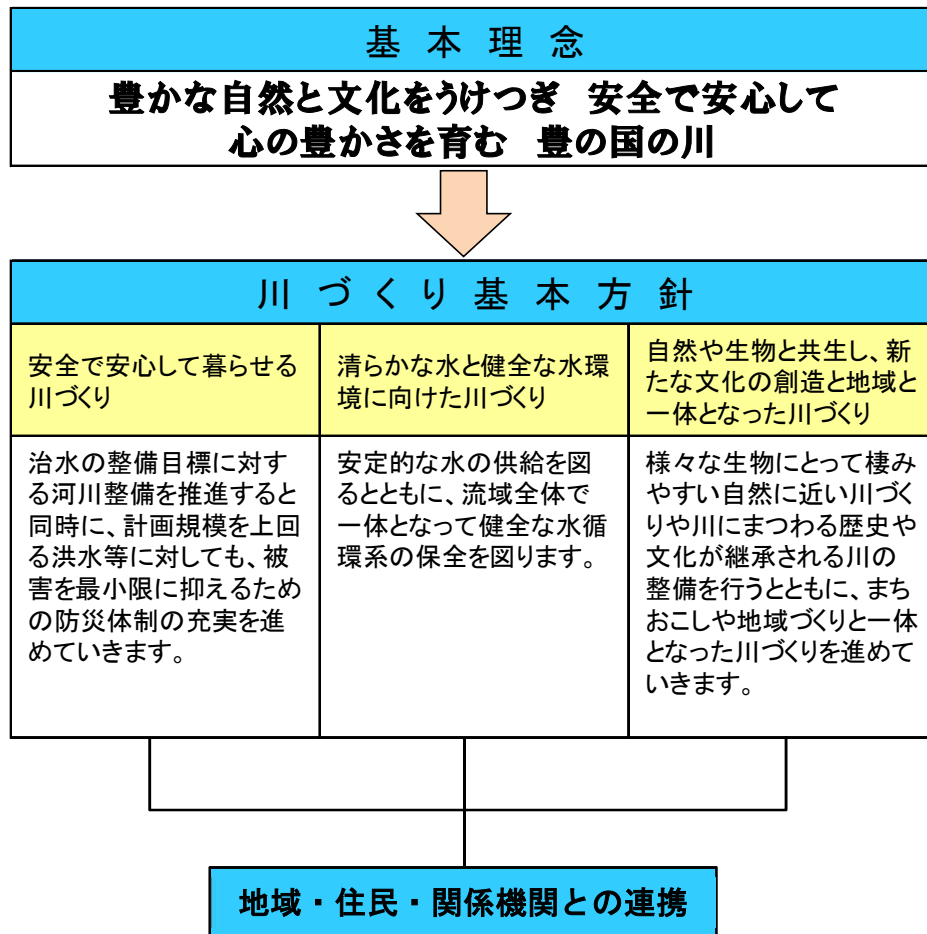 基本理念
豊かな自然と文化をうけつぎ 安全で安心して
心の豊かさを育む 豊の国の川
川づくり基本方針
安全で安心して暮らせる
川づくり
清らかな水と健全な水環
境に向けた川づくり
自然や生物と共生し、新
たな文化の創造と地域と
一体となった川づくり
治水の整備目標に対す
る河川整備を推進すると
同時に、計画規模を上回
る洪水等に対しても、被
害を最小限に抑えるため
の防災体制の充実を進
めていきます。
安定的な水の供給を図
るとともに、流域全体で
一体となって健全な水循
環系の保全を図ります。
様々な生物にとって棲み
やすい自然に近い川づく
りや川にまつわる歴史や
文化が継承される川の
整備を行うとともに、まち
おこしや地域づくりと一体
となった川づくりを進めて
いきます。
地域・住民・関係機関との連携